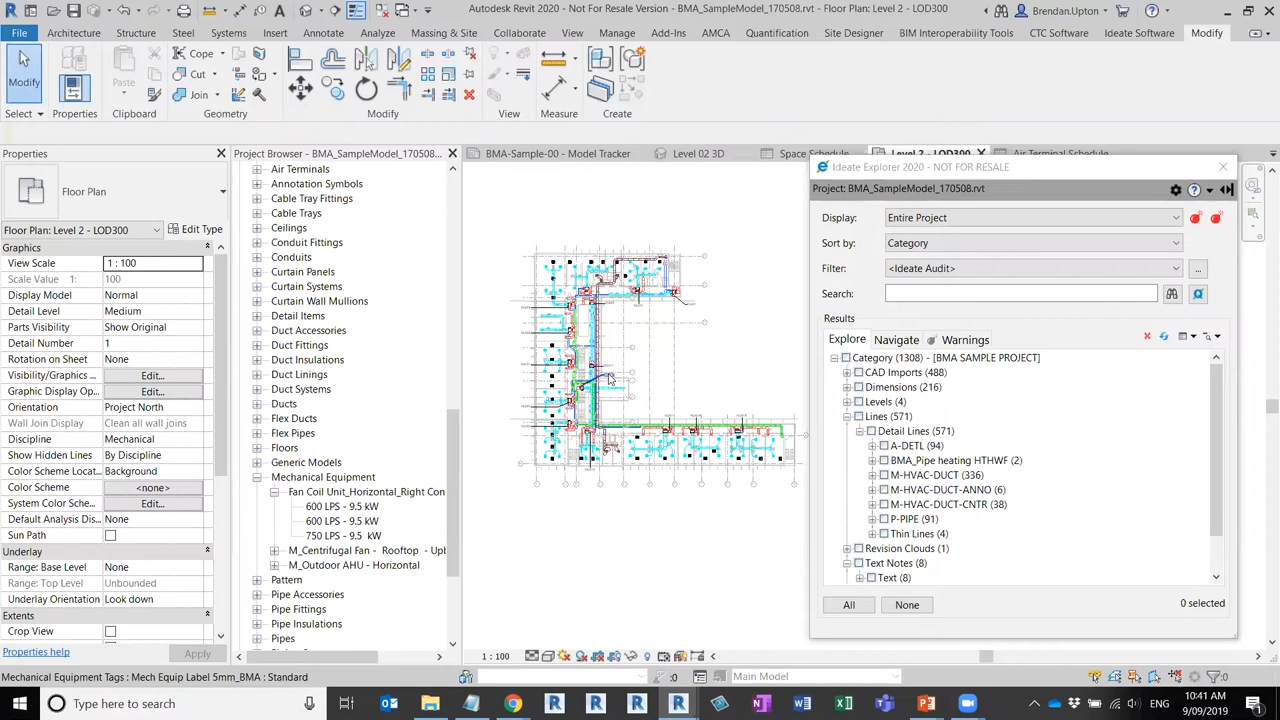 Autodesk Revit 2020 - Not For Resale Version - BMA_SampleModel_170508.rvt - Floor Plan: Level 2 - LOD300
Brendan.Upton
File Architecture Structure Steel Systems Insert Annotate Analyze Massing & Site Collaborate View Manage Add-Ins AMCA Quantification Site Designer BIM Interoperability Tools CTC Software Ideate Software Modify
Modify
Properties
Paste
Cope
Cut
Join
Select Properties Clipboard Geometry Modify View Measure Create
Properties
Floor Plan
Floor Plan: Level 2 - LOD300 Edit Type
Graphics
View Scale 1 : 100
Scale Value 1: 100
Display Model Normal
Detail Level Medium
Parts Visibility Show Original
Detail Number 1
Rotation on Sheet None
Visibility/Graphics ... Edit...
Graphic Display Op... Edit...
Orientation Project North
Wall Join Display Clean all wall joins
Discipline Mechanical
Show Hidden Lines By Discipline
Color Scheme Locat... Background
Color Scheme <none>
System Color Sche... Edit...
Default Analysis Dis... None
Sun Path
Underlay
Range: Base Level None
Range: Top Level Unbounded
Underlay Orientation Look down
Extents
Crop View
Properties help Apply
Project Browser - BMA_SampleModel_170508...
Air Terminals
Annotation Symbols
Cable Tray Fittings
Cable Trays
Ceilings
Conduit Fittings
Conduits
Curtain Panels
Curtain Systems
Curtain Wall Mullions
Detail Items
Duct Accessories
Duct Fittings
Duct Insulations
Duct Linings
Duct Systems
Ducts
Flex Ducts
Flex Pipes
Floors
Generic Models
Mechanical Equipment
Fan Coil Unit_Horizontal_Right Con
600 LPS - 9.5 kW
600 LPS - 9.5 kW
750 LPS - 9.5 kW
M_Centrifugal Fan - Rooftop - Upb
M_Outdoor AHU - Horizontal
Pattern
Pipe Accessories
Pipe Fittings
Pipe Insulations
Pipes
BMA-Sample-00 - Model Tracker Level 02 3D Space Schedule Level 2 - LOD300 Air Terminal Schedule
Ideate Explorer 2020 - NOT FOR RESALE
Project: BMA_SampleModel_170508.rvt
Display: Entire Project
Sort by: Category
Filter: <Ideate Audit> ...
Search:
Results
Explore Navigate Warnings
Category (1308) - [BMA SAMPLE PROJECT]
CAD Imports (488)
Dimensions (216)
Levels (4)
Lines (571)
Detail Lines (571)
A-DETL (94)
BMA_Pipe heating HTHWF (2)
M-HVAC-DUCT (336)
M-HVAC-DUCT-ANNO (6)
M-HVAC-DUCT-CNTR (38)
P-PIPE (91)
Thin Lines (4)
Revision Clouds (1)
Text Notes (8)
Text (8)
All None 0 selected
1 : 100
Mechanical Equipment Tags : Mech Equip Label 5mm_BMA : Standard :0 Main Model :0
Type here to search
ENG 10:41 AM
9/09/2019